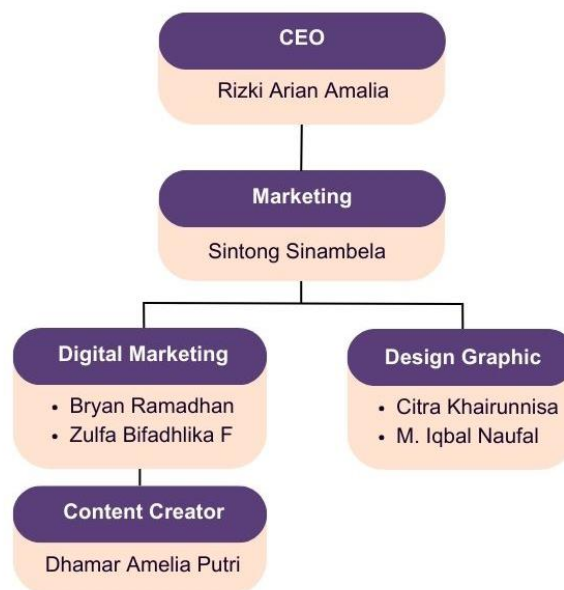 CEO
Rizki Arian Amalia
Marketing
Sintong Sinambela
Digital Marketing
• Bryan Ramadhan
• Zulfa Bifadhlika F
Design Graphic
• Citra Khairunnisa
• M. Iqbal Naufal
Content Creator
Dhamar Amelia Putri